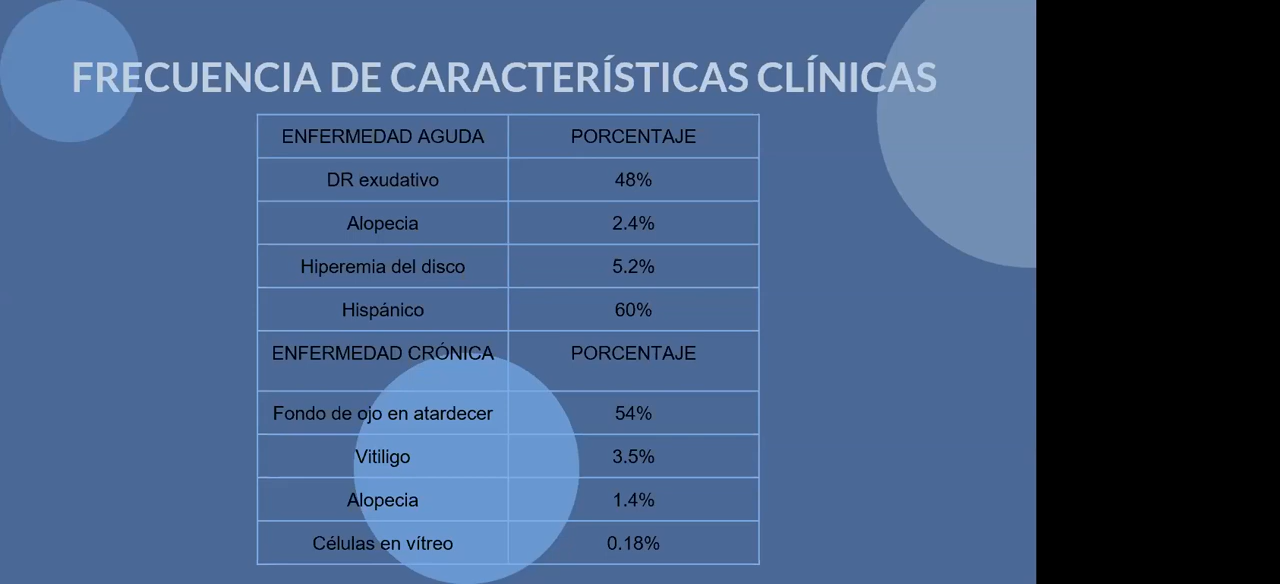 FRECUENCIA DE CARACTERÍSTICAS CLÍNICAS
ENFERMEDAD AGUDA PORCENTAJE
DR exudativo 48%
Alopecia 2.4%
Hiperemia del disco 5.2%
Hispánico 60%
ENFERMEDAD CRÓNICA PORCENTAJE
Fondo de ojo en atardecer 54%
Vitiligo 3.5%
Alopecia 1.4%
Células en vítreo 0.18%